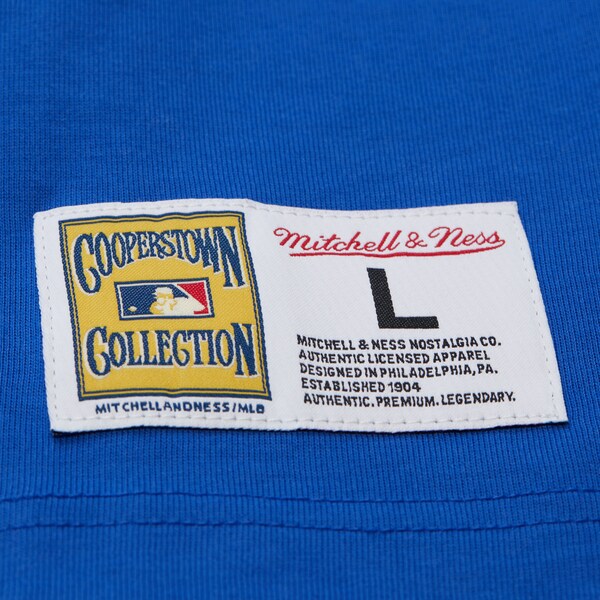 COOPERSTOWN
COLLECTION
MITCHELLANDNESS/MLB
Mitchell & Ness
L
MITCHELL & NESS NOSTALGIA CO.
AUTHENTIC LICENSED APPAREL
DESIGNED IN PHILADELPHIA, PA.
ESTABLISHED 1904
AUTHENTIC. PREMIUM. LEGENDARY.